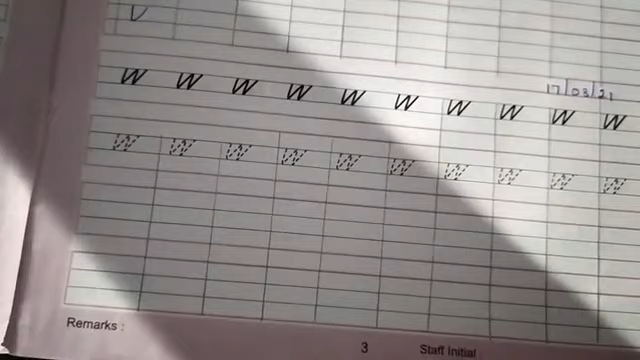 v
17/03/21
w w w w w w w w w w
w w w w w w w w w w
Remarks :
3 Staff Initial